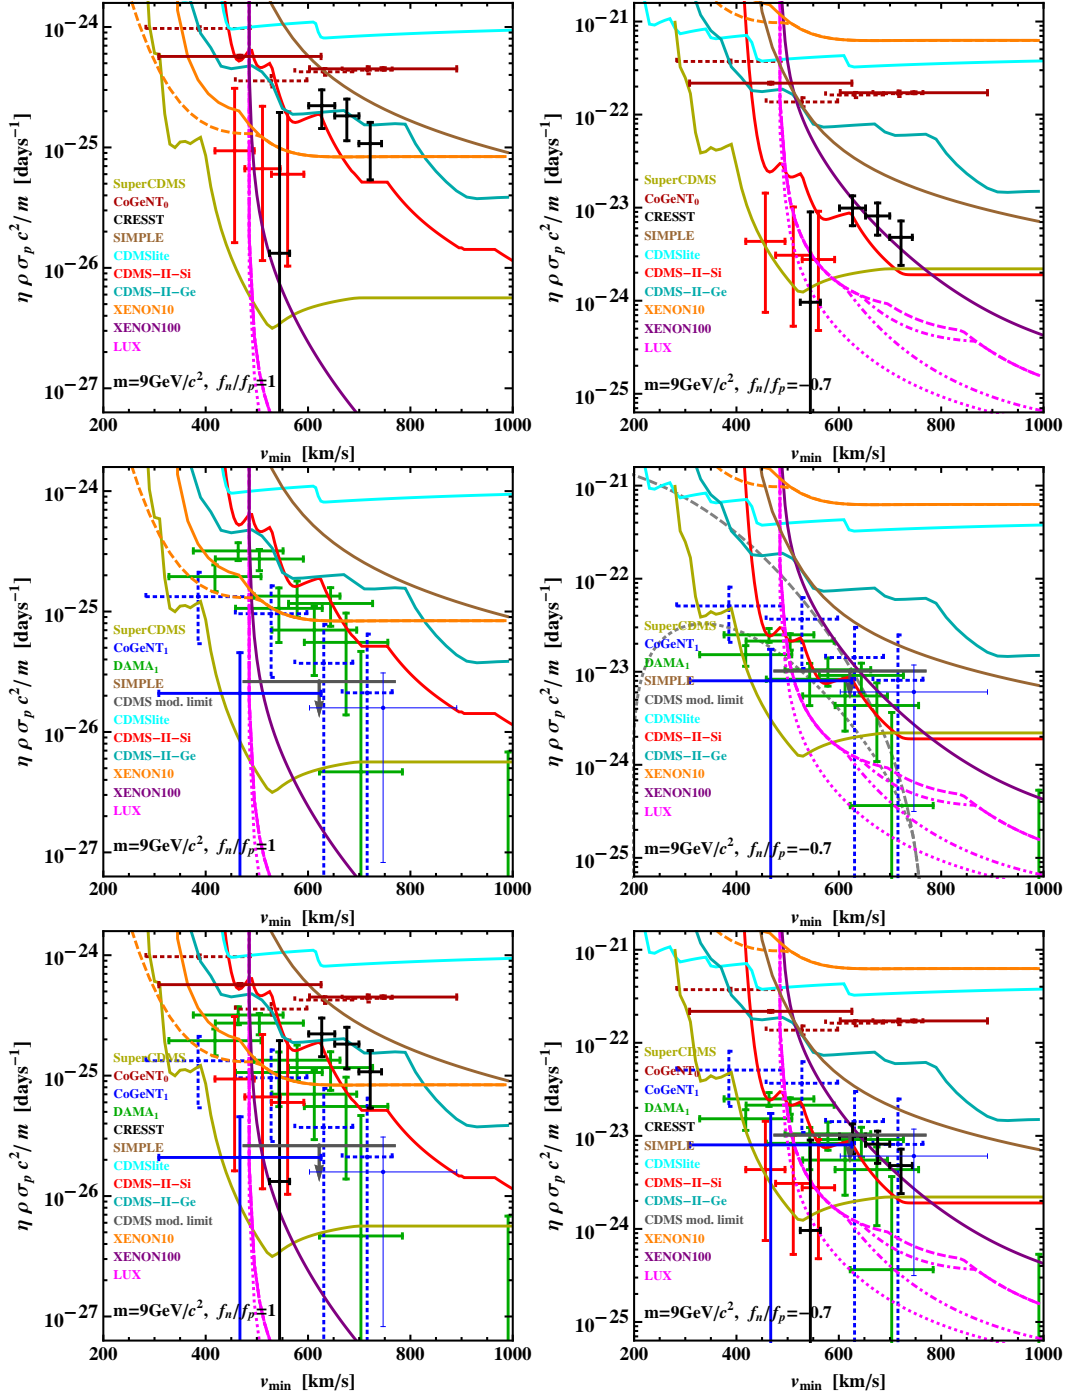 10⁻²⁴
10⁻²⁵
10⁻²⁶
10⁻²⁷
η ρ σₚ c²/ m [days⁻¹]
SuperCDMS
CoGeNT₀
CRESST
SIMPLE
CDMSlite
CDMS−II−Si
CDMS−II−Ge
XENON10
XENON100
LUX
m=9GeV/c², fₙ/fₚ=1
200 400 600 800 1000
vmin [km/s]
10⁻²¹
10⁻²²
10⁻²³
10⁻²⁴
10⁻²⁵
η ρ σₚ c²/ m [days⁻¹]
SuperCDMS
CoGeNT₀
CRESST
SIMPLE
CDMSlite
CDMS−II−Si
CDMS−II−Ge
XENON10
XENON100
LUX
m=9GeV/c², fₙ/fₚ=−0.7
200 400 600 800 1000
vmin [km/s]
10⁻²⁴
10⁻²⁵
10⁻²⁶
10⁻²⁷
η ρ σₚ c²/ m [days⁻¹]
SuperCDMS
CoGeNT₁
DAMA₁
SIMPLE
CDMS mod. limit
CDMSlite
CDMS−II−Si
CDMS−II−Ge
XENON10
XENON100
LUX
m=9GeV/c², fₙ/fₚ=1
200 400 600 800 1000
vmin [km/s]
10⁻²¹
10⁻²²
10⁻²³
10⁻²⁴
10⁻²⁵
η ρ σₚ c²/ m [days⁻¹]
SuperCDMS
CoGeNT₁
DAMA₁
SIMPLE
CDMS mod. limit
CDMSlite
CDMS−II−Si
CDMS−II−Ge
XENON10
XENON100
LUX
m=9GeV/c², fₙ/fₚ=−0.7
200 400 600 800 1000
vmin [km/s]
10⁻²⁴
10⁻²⁵
10⁻²⁶
10⁻²⁷
η ρ σₚ c²/ m [days⁻¹]
SuperCDMS
CoGeNT₀
CoGeNT₁
DAMA₁
CRESST
SIMPLE
CDMSlite
CDMS−II−Si
CDMS−II−Ge
CDMS mod. limit
XENON10
XENON100
LUX
m=9GeV/c², fₙ/fₚ=1
200 400 600 800 1000
vmin [km/s]
10⁻²¹
10⁻²²
10⁻²³
10⁻²⁴
10⁻²⁵
η ρ σₚ c²/ m [days⁻¹]
SuperCDMS
CoGeNT₀
CoGeNT₁
DAMA₁
CRESST
SIMPLE
CDMSlite
CDMS−II−Si
CDMS−II−Ge
CDMS mod. limit
XENON10
XENON100
LUX
m=9GeV/c², fₙ/fₚ=−0.7
200 400 600 800 1000
vmin [km/s]